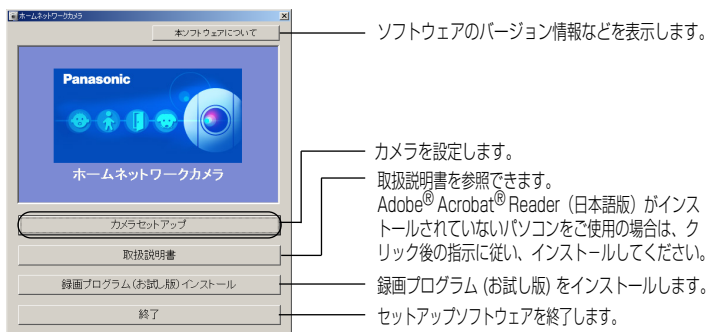 ホームネットワークカメラ
本ソフトウェアについて
ソフトウェアのバージョン情報などを表示します。
Panasonic
ホームネットワークカメラ
カメラセットアップ
カメラを設定します。
取扱説明書
取扱説明書を参照できます。
Adobe® Acrobat® Reader（日本語版）がインス
トールされていないパソコンをご使用の場合は、ク
リック後の指示に従い、インストールしてください。
録画プログラム(お試し版)インストール
録画プログラム (お試し版) をインストールします。
終了
セットアップソフトウェアを終了します。